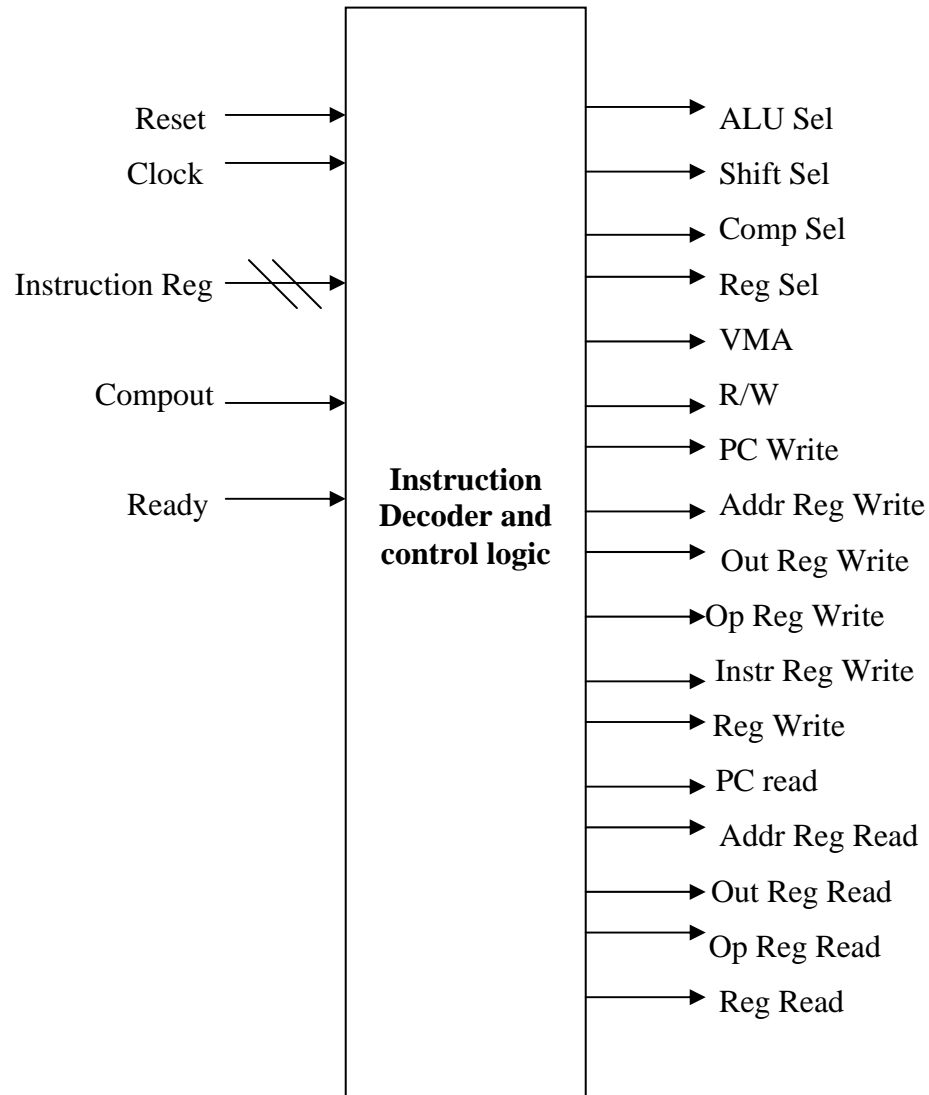 Reset
Clock
Instruction Reg
Compout
Ready
Instruction
Decoder and
control logic
ALU Sel
Shift Sel
Comp Sel
Reg Sel
VMA
R/W
PC Write
Addr Reg Write
Out Reg Write
Op Reg Write
Instr Reg Write
Reg Write
PC read
Addr Reg Read
Out Reg Read
Op Reg Read
Reg Read